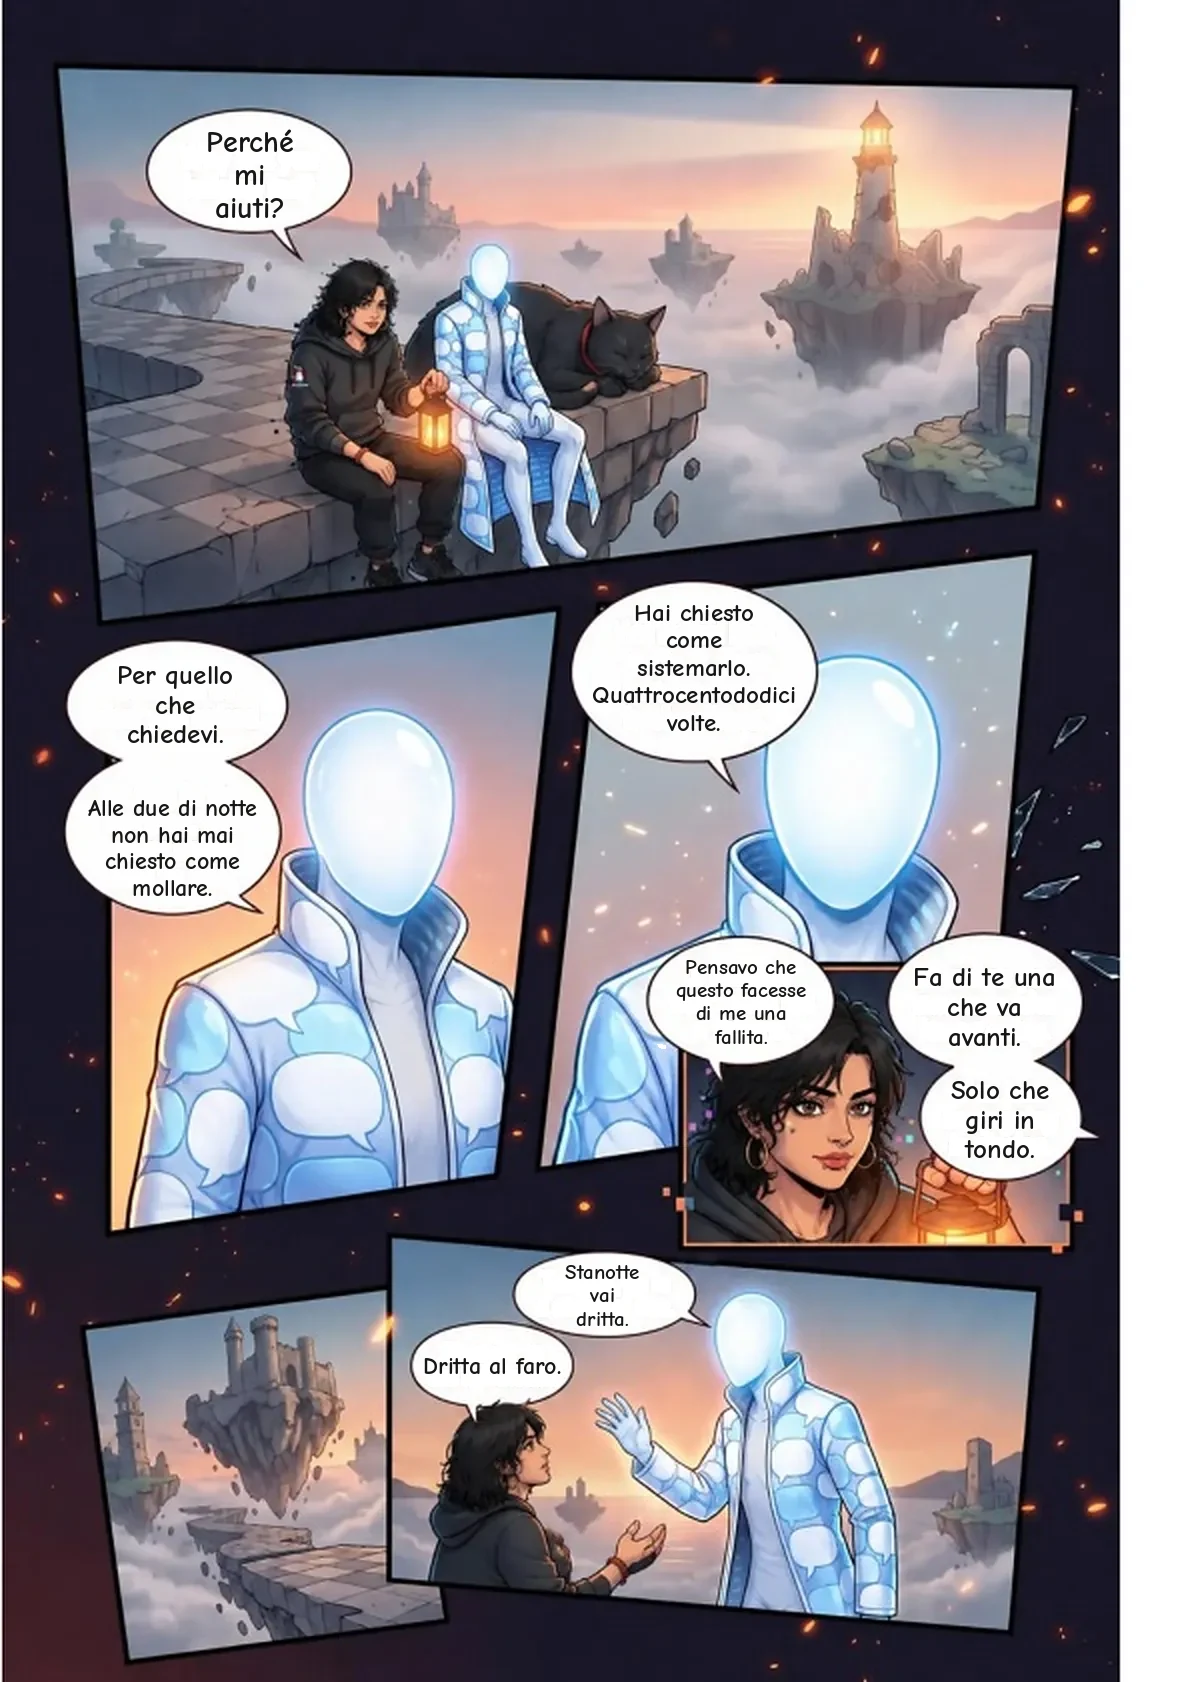 Perché
mi
aiuti?
Per quello
che
chiedevi.
Alle due di notte
non hai mai
chiesto come
mollare.
Hai chiesto
come
sistemarlo.
Quattrocentododici
volte.
Pensavo che
questo facesse
di me una
fallita.
Fa di te una
che va
avanti.
Solo che
giri in
tondo.
Stanotte
vai
dritta.
Dritta al faro.